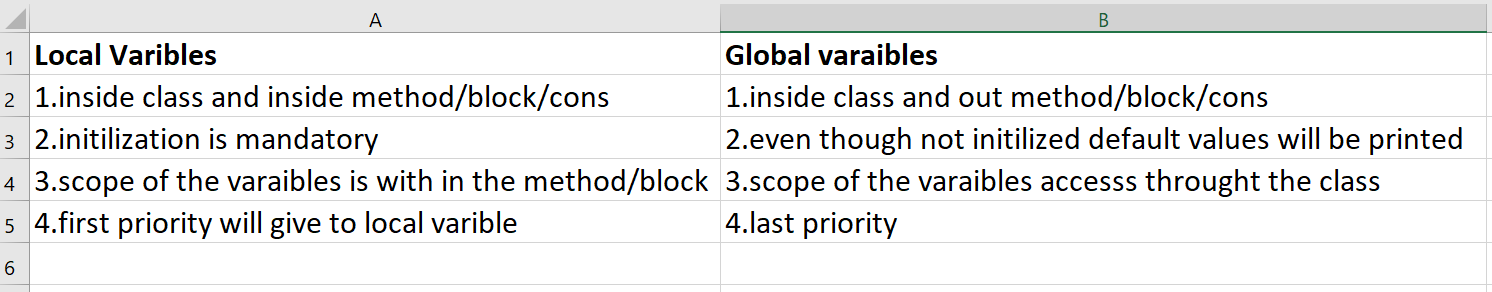 A B
1 Local Varibles Global varaibles
2 1.inside class and inside method/block/cons 1.inside class and out method/block/cons
3 2.initilization is mandatory 2.even though not initilized default values will be printed
4 3.scope of the varaibles is with in the method/block 3.scope of the varaibles accesss throught the class
5 4.first priority will give to local varible 4.last priority
6